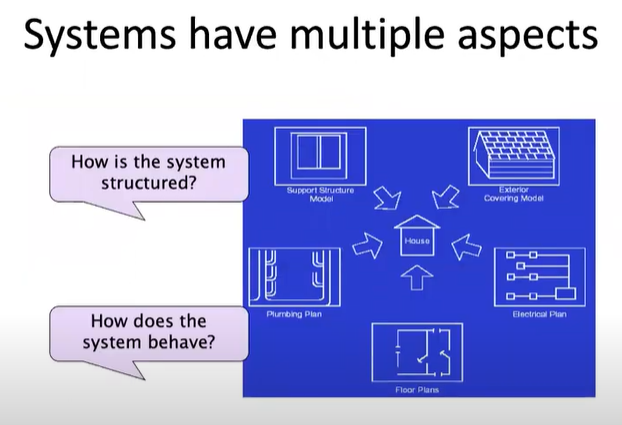 Systems have multiple aspects
How is the system
structured?
Support Structure
Model
Exterior
Covering Model
House
Plumbing Plan
Electrical Plan
How does the
system behave?
Floor Plans